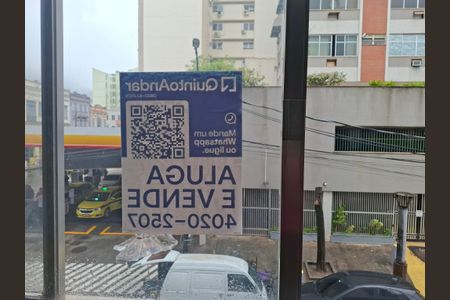 QuintoAndar
Mande um
Whatsapp
ou ligue.
ALUGA
E VENDE
4020-2507